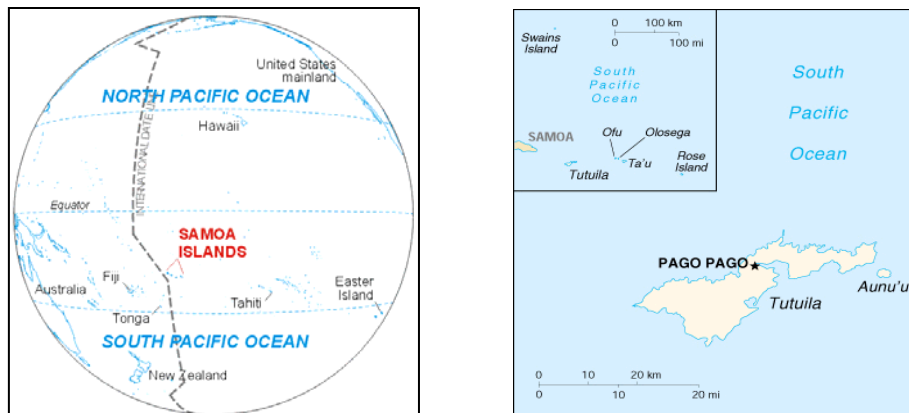 United States
mainland
NORTH PACIFIC OCEAN
Hawaii
INTERNATIONAL DATE LINE
Equator
SAMOA
ISLANDS
Fiji
Australia
Tonga
Tahiti
Easter
Island
SOUTH PACIFIC OCEAN
New Zealand
0 100 km
0 100 mi
Swains
Island
South
Pacific
Ocean
SAMOA
Ofu
Olosega
Tutuila
Ta'u
Rose
Island
South
Pacific
Ocean
PAGO PAGO
Tutuila
Aunu'u
0 10 20 km
0 10 20 mi